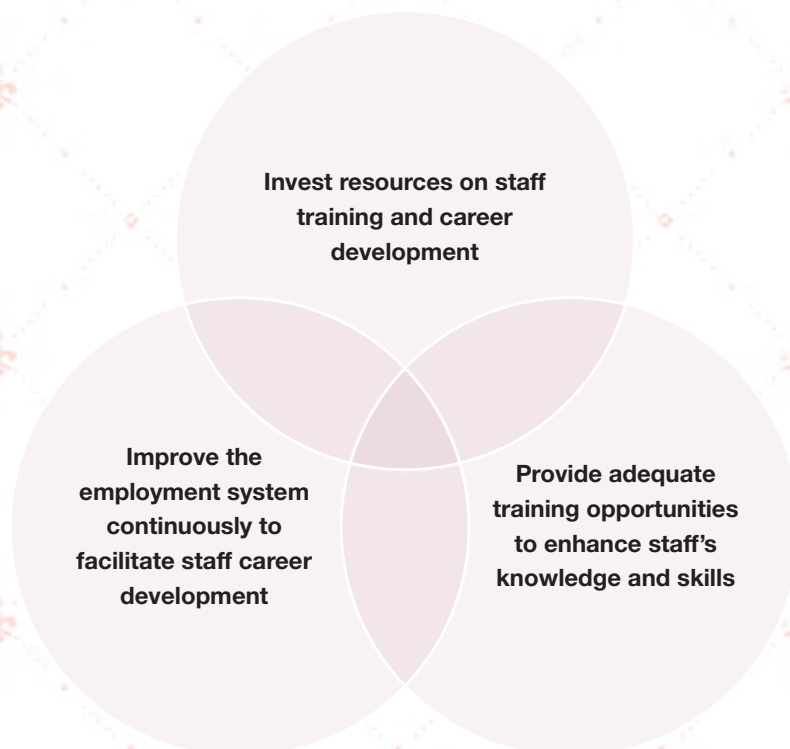 Invest resources on staff
training and career
development
Improve the
employment system
continuously to
facilitate staff career
development
Provide adequate
training opportunities
to enhance staff’s
knowledge and skills